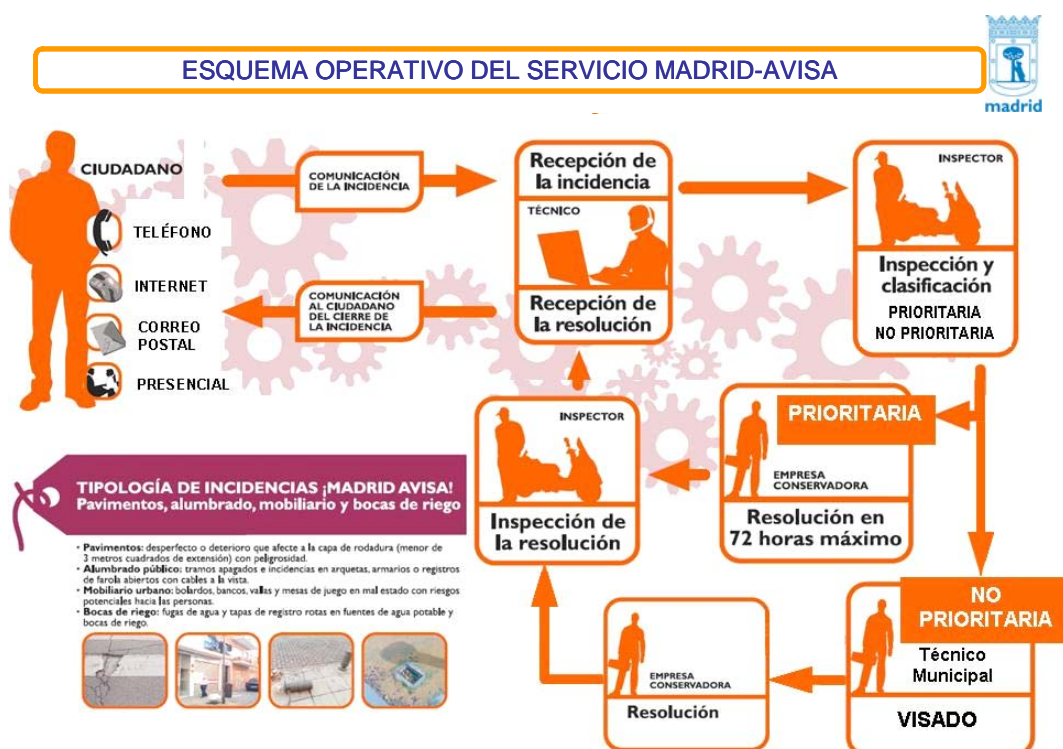 ESQUEMA OPERATIVO DEL SERVICIO MADRID-AVISA
madrid
CIUDADANO
TELÉFONO
INTERNET
CORREO
POSTAL
PRESENCIAL
COMUNICACIÓN
DE LA INCIDENCIA
COMUNICACIÓN
AL CIUDADANO
DEL CIERRE DE
LA INCIDENCIA
Recepción de
la incidencia
TÉCNICO
Recepción de
la resolución
INSPECTOR
Inspección y
clasificación
PRIORITARIA
NO PRIORITARIA
PRIORITARIA
EMPRESA
CONSERVADORA
Resolución en
72 horas máximo
INSPECTOR
Inspección de
la resolución
NO
PRIORITARIA
Técnico
Municipal
VISADO
EMPRESA
CONSERVADORA
Resolución
TIPOLOGÍA DE INCIDENCIAS ¡MADRID AVISA!
Pavimentos, alumbrado, mobiliario y bocas de riego
• Pavimentos: desperfecto o deterioro que afecte a la capa de rodadura (menor de
3 metros cuadrados de extensión) con peligrosidad.
• Alumbrado público: tramos apagados e incidencias en arquetas, armarios o registros
de farola abiertos con cables a la vista.
• Mobiliario urbano: bolardos, bancos, vallas y mesas de juego en mal estado con riesgos
potenciales hacia las personas.
• Bocas de riego: fugas de agua y tapas de registro rotas en fuentes de agua potable y
bocas de riego.